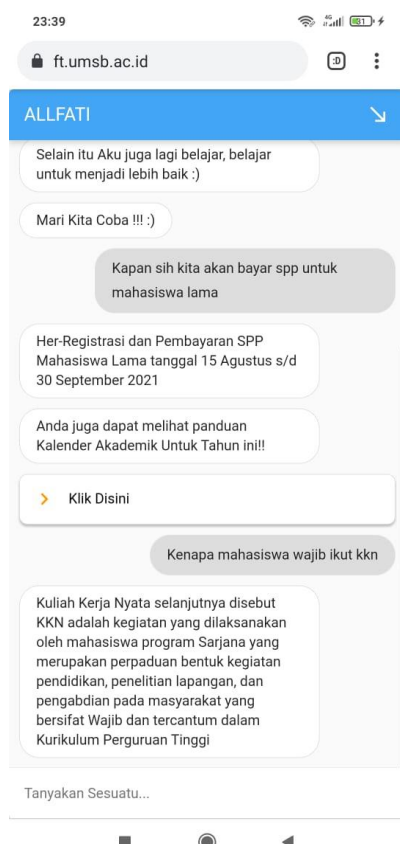 23:39
4G
81
ft.umsb.ac.id
:D
ALLFATI
Selain itu Aku juga lagi belajar, belajar
untuk menjadi lebih baik :)
Mari Kita Coba !!! :)
Kapan sih kita akan bayar spp untuk
mahasiswa lama
Her-Registrasi dan Pembayaran SPP
Mahasiswa Lama tanggal 15 Agustus s/d
30 September 2021
Anda juga dapat melihat panduan
Kalender Akademik Untuk Tahun ini!!
Klik Disini
Kenapa mahasiswa wajib ikut kkn
Kuliah Kerja Nyata selanjutnya disebut
KKN adalah kegiatan yang dilaksanakan
oleh mahasiswa program Sarjana yang
merupakan perpaduan bentuk kegiatan
pendidikan, penelitian lapangan, dan
pengabdian pada masyarakat yang
bersifat Wajib dan tercantum dalam
Kurikulum Perguruan Tinggi
Tanyakan Sesuatu...